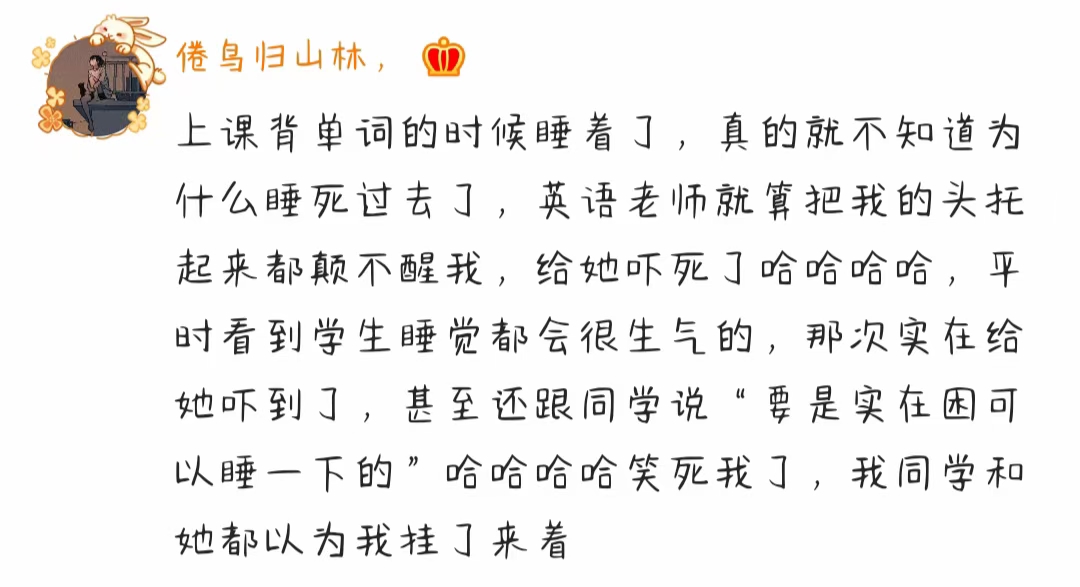 倦鸟归山林，
上课背单词的时候睡着了，真的就不知道为
什么睡死过去了，英语老师就算把我的头托
起来都颠不醒我，给她吓死了哈哈哈哈，平
时看到学生睡觉都会很生气的，那次实在给
她吓到了，甚至还跟同学说“要是实在困可
以睡一下的”哈哈哈哈笑死我了，我同学和
她都以为我挂了来着